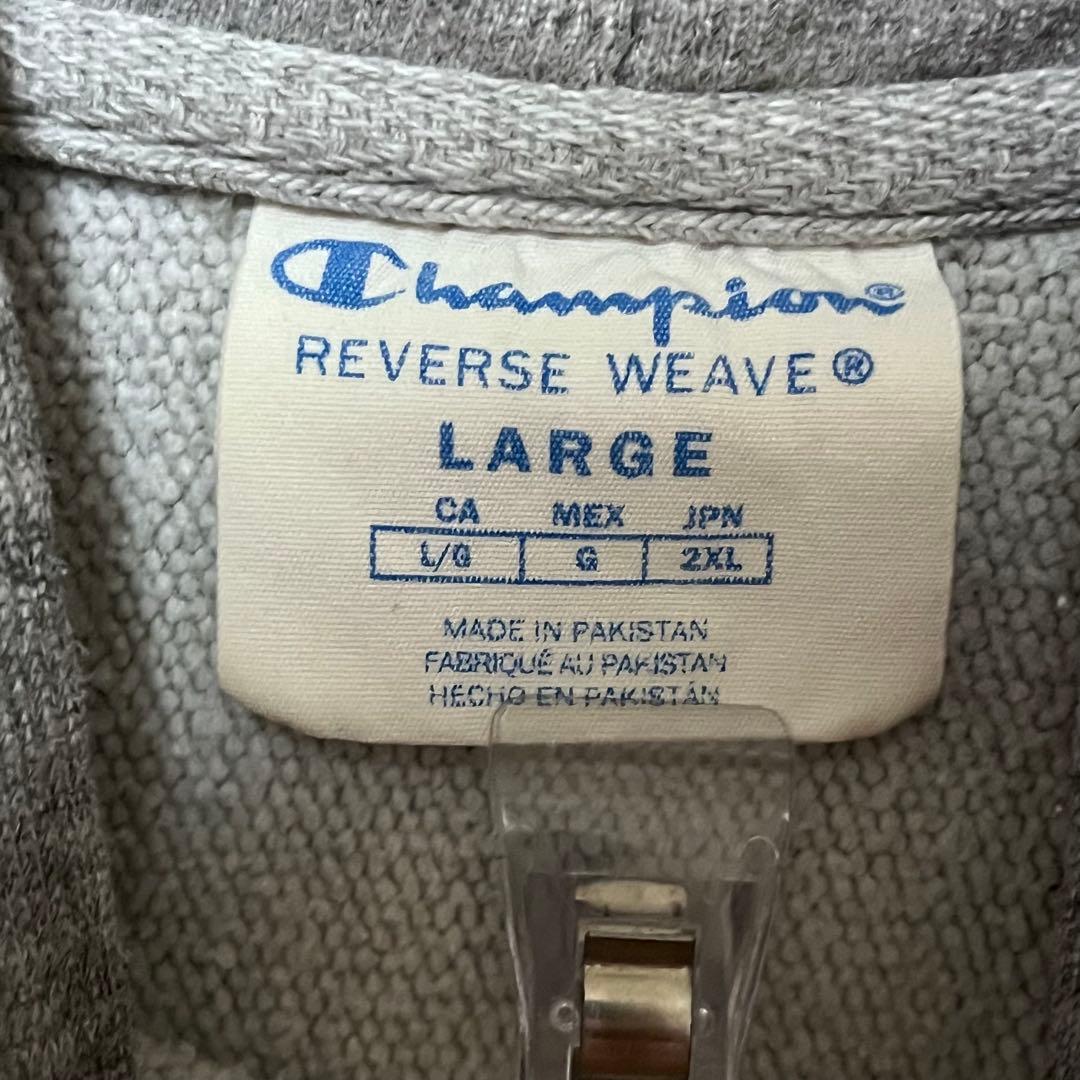 Champion®
REVERSE WEAVE®
LARGE
CA MEX JPN
L/G G 2XL
MADE IN PAKISTAN
FABRIQUÉ AU PAKISTAN
HECHO EN PAKISTÁN